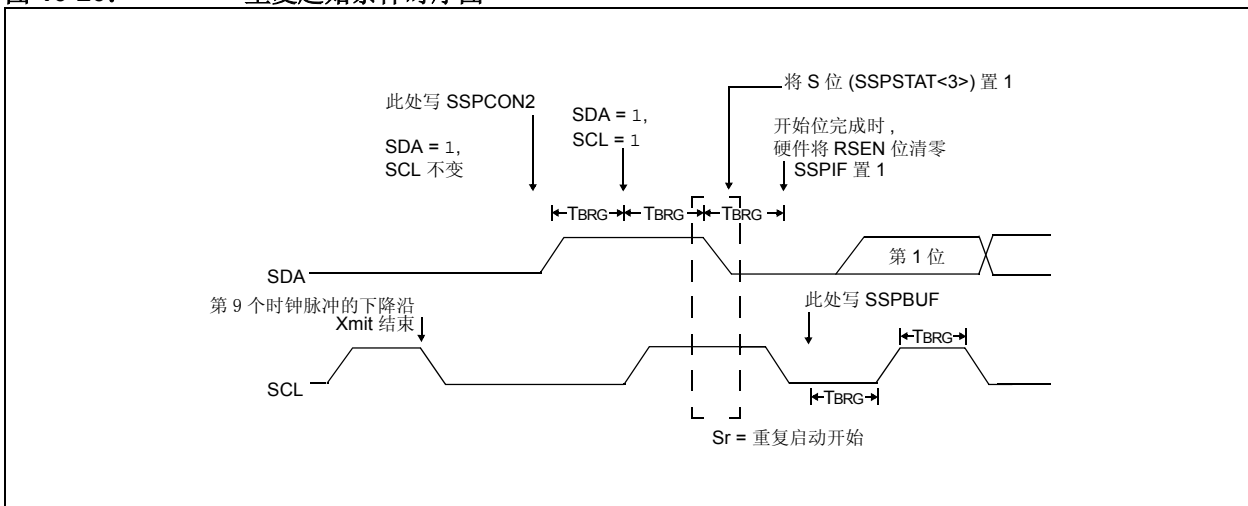 将 S 位 (SSPSTAT<3>) 置 1
此处写 SSPCON2
SDA = 1,
SCL = 1
开始位完成时 ,
硬件将 RSEN 位清零
SSPIF 置 1
SDA = 1,
SCL 不变
TBRG
TBRG
TBRG
第 1 位
SDA
第 9 个时钟脉冲的下降沿
Xmit 结束
此处写 SSPBUF
TBRG
SCL
TBRG
Sr = 重复启动开始